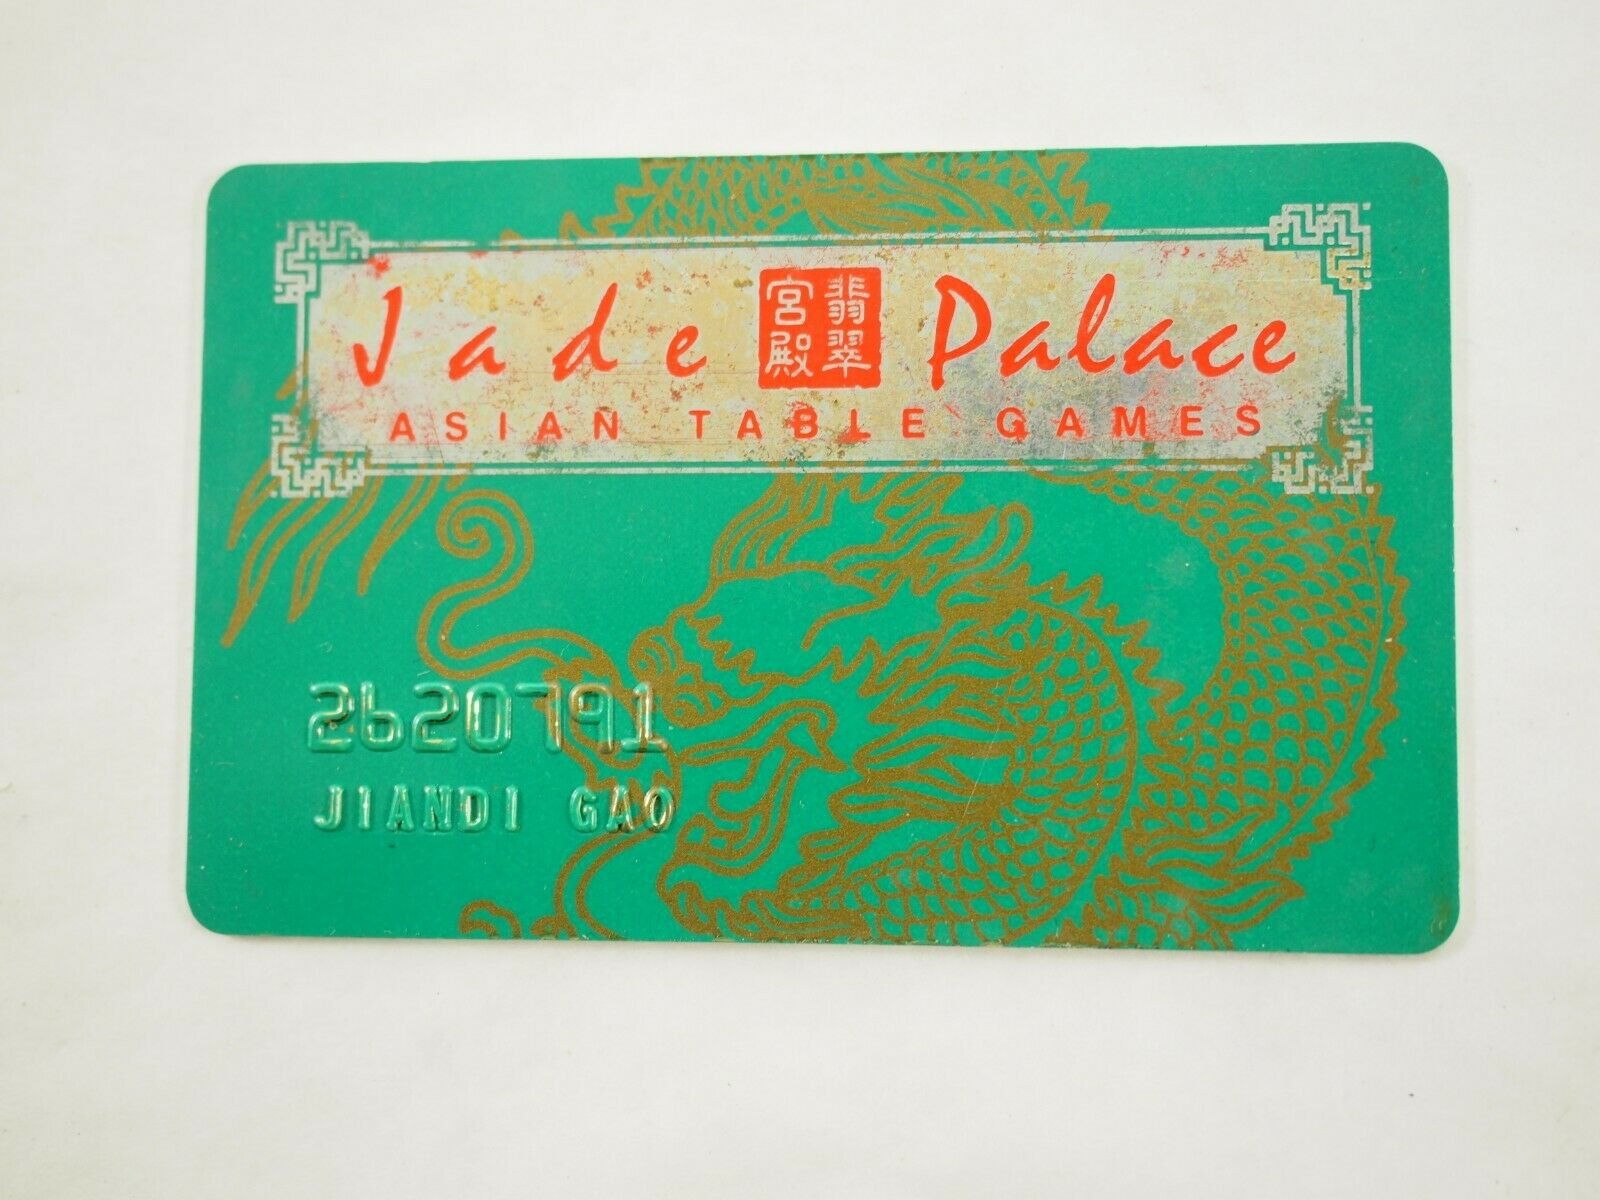 Jade 翡翠宮殿 Palace
ASIAN TABLE GAMES
2620791
JIANDI GAO